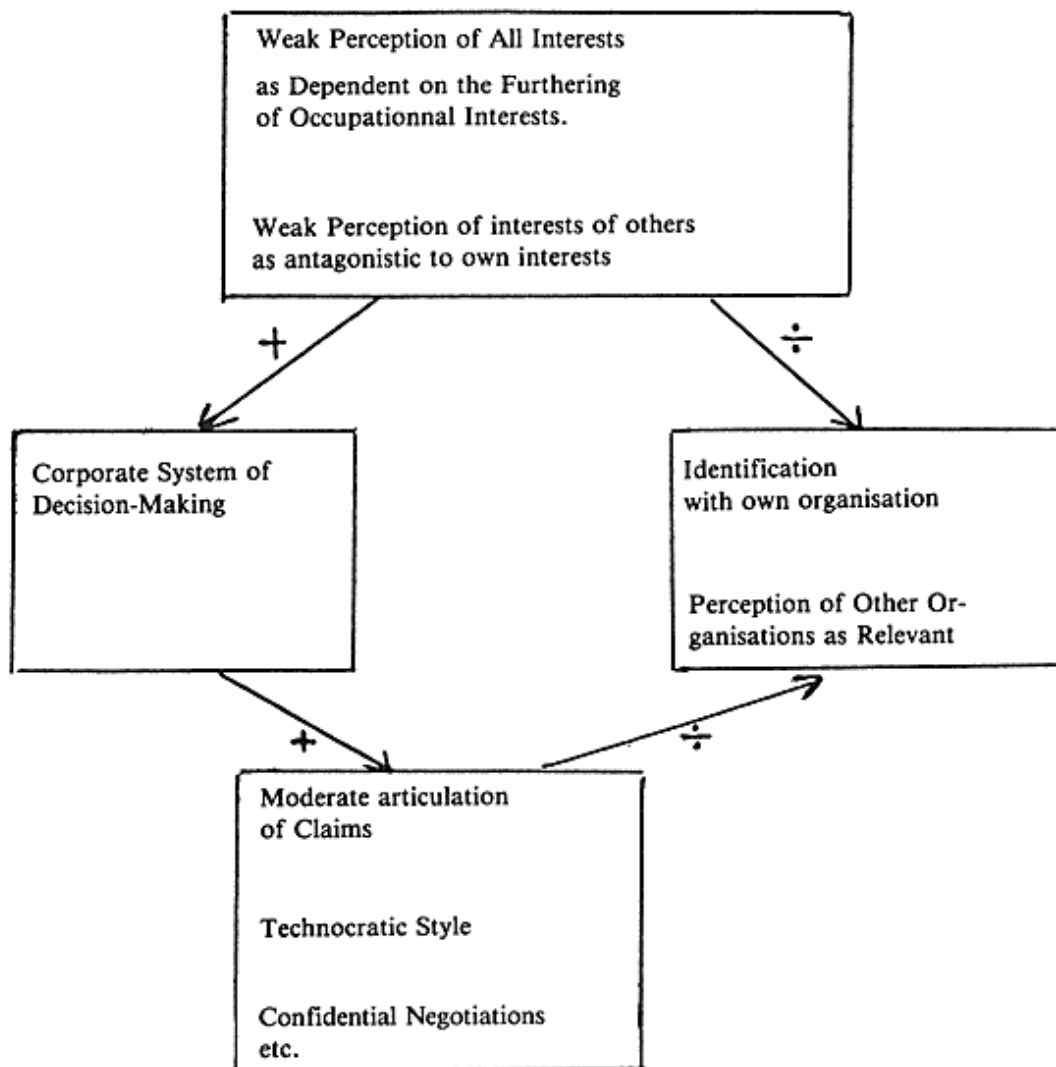 Weak Perception of All Interests
as Dependent on the Furthering
of Occupationnal Interests.
Weak Perception of interests of others
as antagonistic to own interests
+
÷
Corporate System of
Decision-Making
Identification
with own organisation
Perception of Other Or-
ganisations as Relevant
+
÷
Moderate articulation
of Claims
Technocratic Style
Confidential Negotiations
etc.